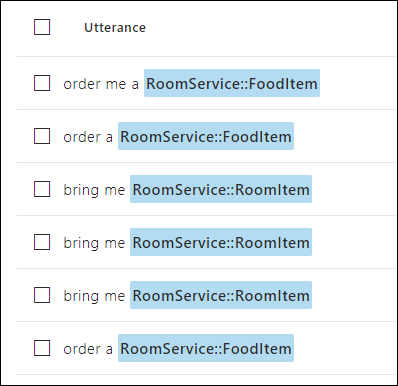 Utterance
order me a RoomService::FoodItem
order a RoomService::FoodItem
bring me RoomService::RoomItem
bring me RoomService::RoomItem
bring me RoomService::RoomItem
order a RoomService::FoodItem